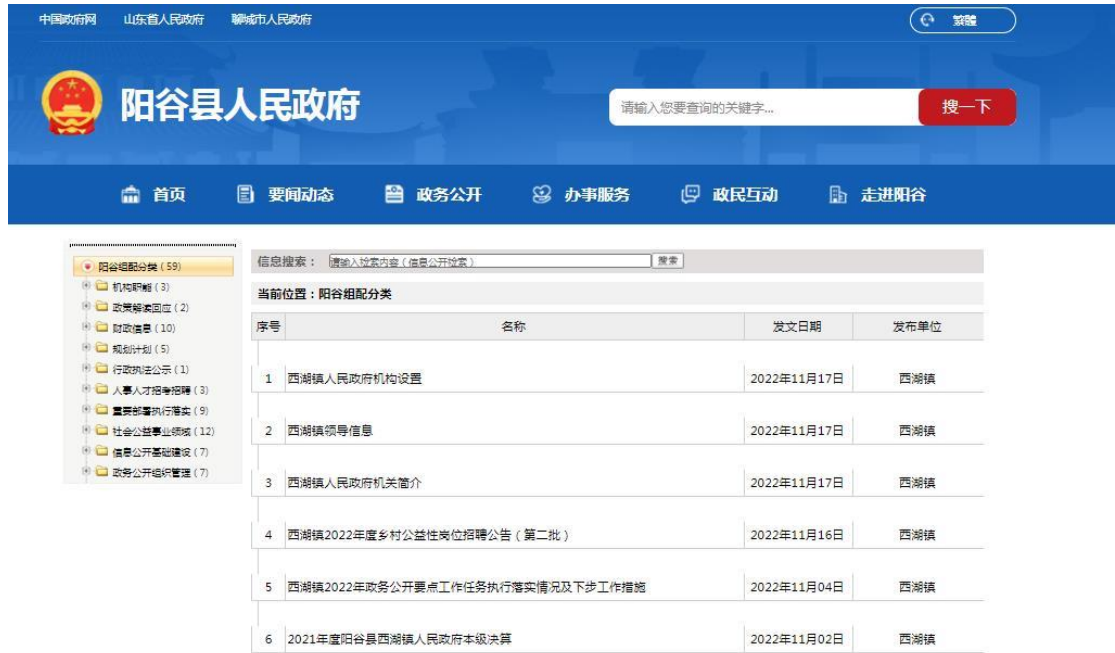 中国政府网 山东省人民政府 聊城市人民政府 繁體
阳谷县人民政府
请输入您要查询的关键字... 搜一下
首页 要闻动态 政务公开 办事服务 政民互动 走进阳谷
阳谷组配分类(59)
机构职能(3)
政策解读回应(2)
财政信息(10)
规划计划(5)
行政执法公示(1)
人事人才招考招聘(3)
重要部署执行落实(9)
社会公益事业领域(12)
信息公开基础建设(7)
政务公开组织管理(7)
信息搜索: 请输入检索内容(信息公开检索) 搜索
当前位置:阳谷组配分类
序号 名称 发文日期 发布单位
1 西湖镇人民政府机构设置 2022年11月17日 西湖镇
2 西湖镇领导信息 2022年11月17日 西湖镇
3 西湖镇人民政府机关简介 2022年11月17日 西湖镇
4 西湖镇2022年度乡村公益性岗位招聘公告(第二批) 2022年11月16日 西湖镇
5 西湖镇2022年政务公开要点工作任务执行落实情况及下步工作措施 2022年11月04日 西湖镇
6 2021年度阳谷县西湖镇人民政府本级决算 2022年11月02日 西湖镇